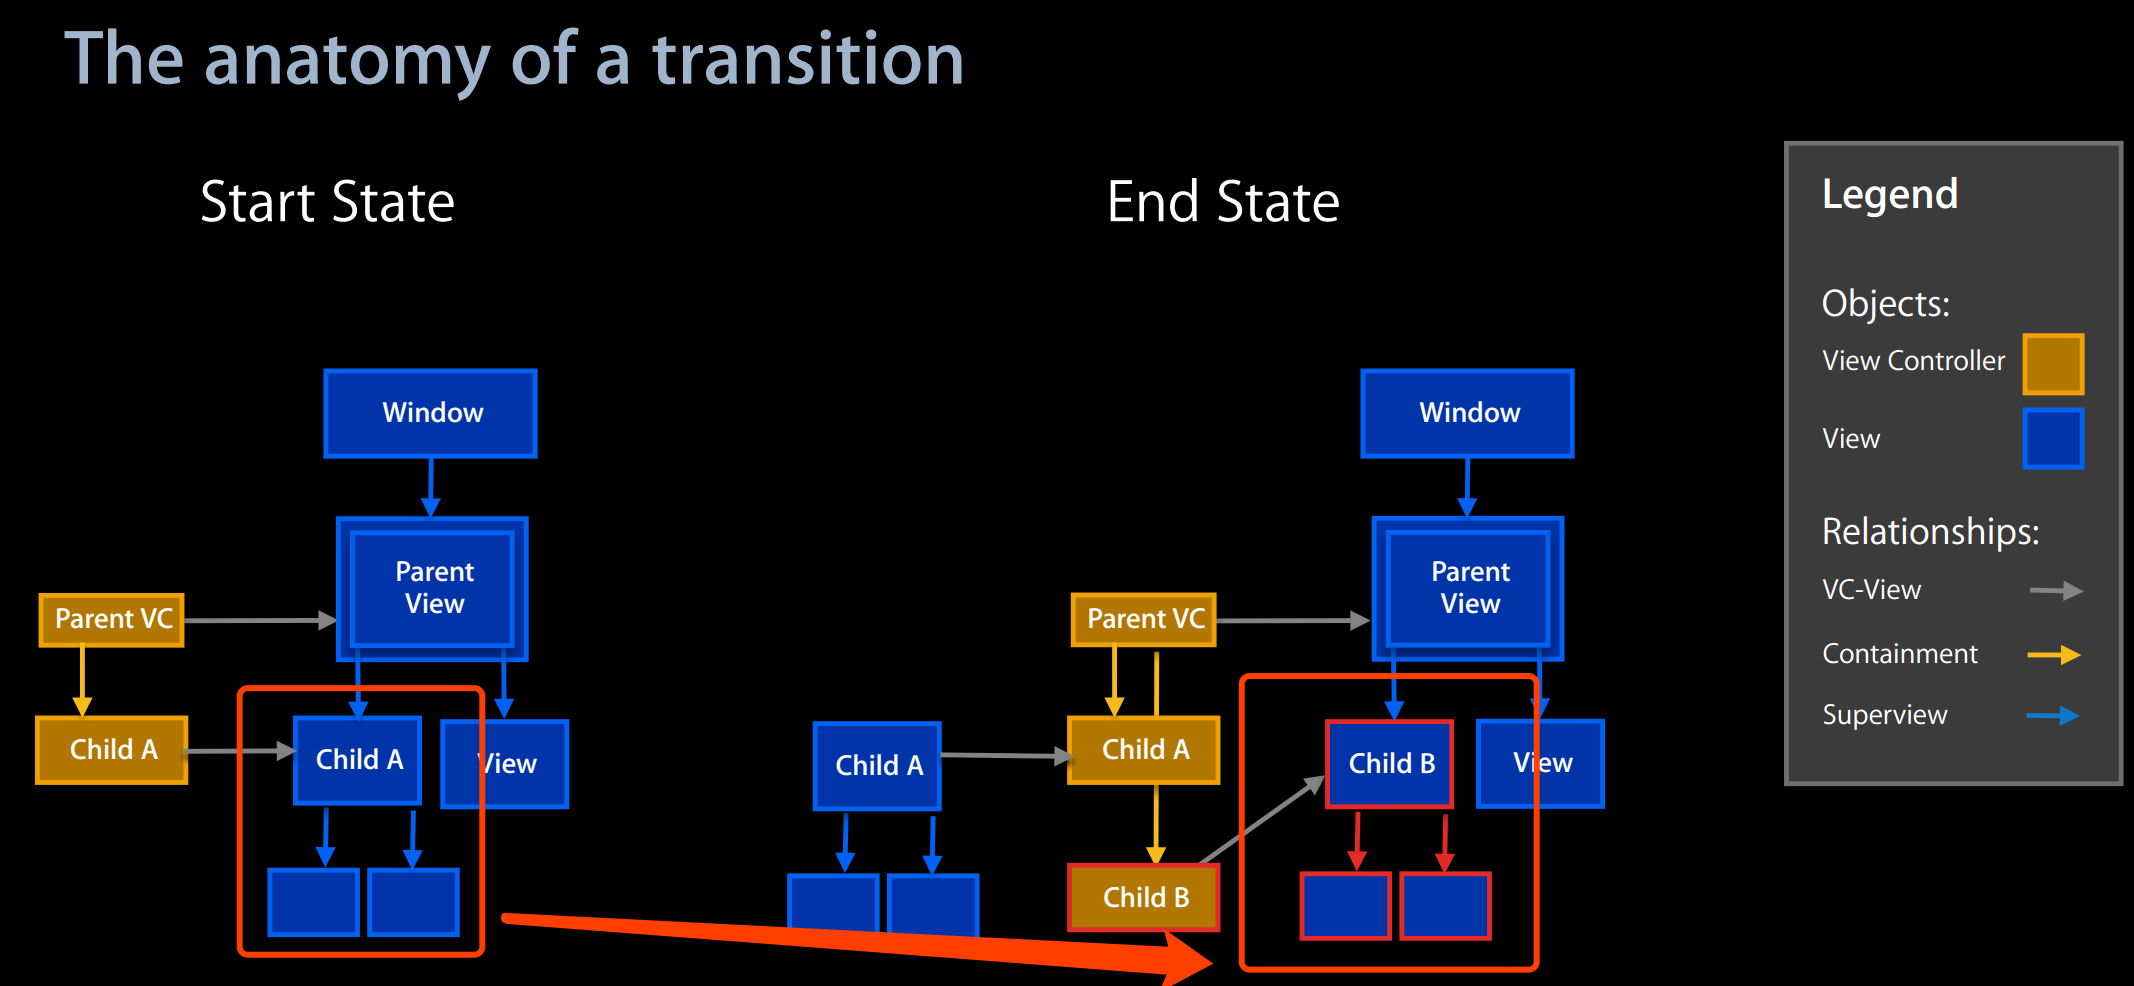 The anatomy of a transition
Start State
End State
Window
Parent
View
Parent VC
Child A
Child A
View
Window
Parent
View
Parent VC
Child A
Child A
Child B
View
Child B
Legend
Objects:
View Controller
View
Relationships:
VC-View
Containment
Superview